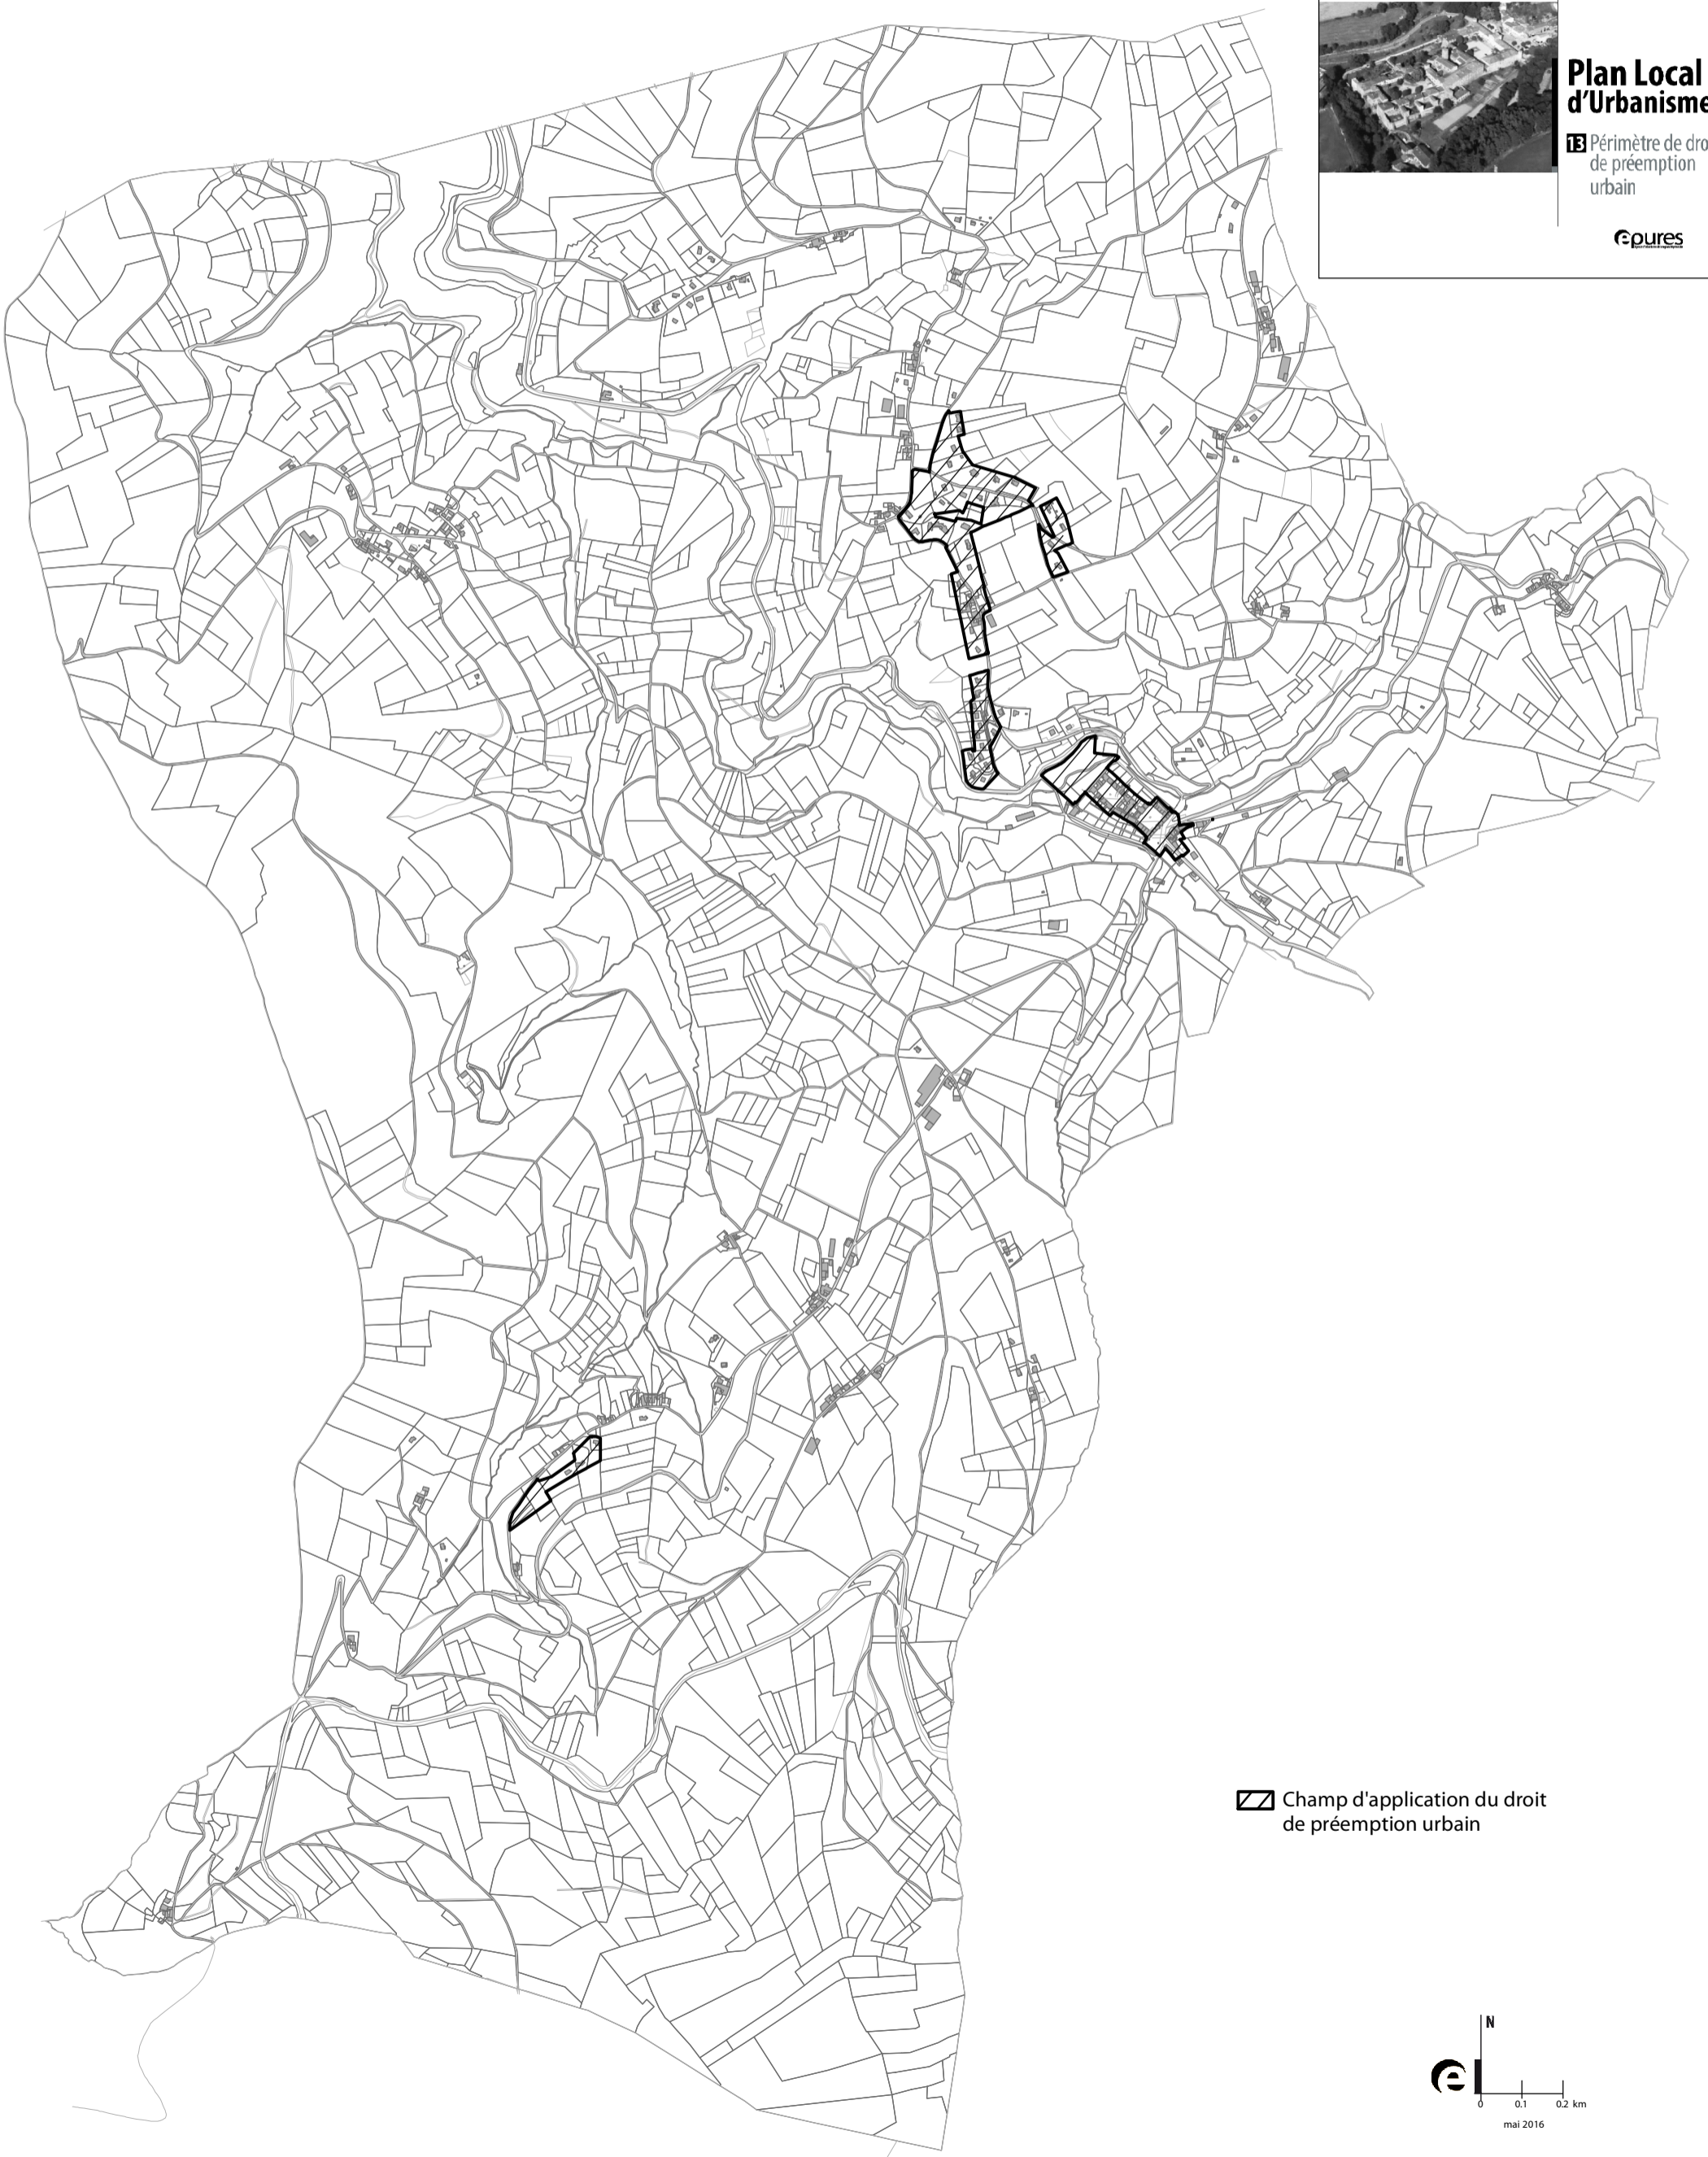 Plan Local
d'Urbanisme
13 Périmètre de dro
de préemption
urbain
epures
Champ d'application du droit
de préemption urbain
N
0 0.1 0.2 km
mai 2016